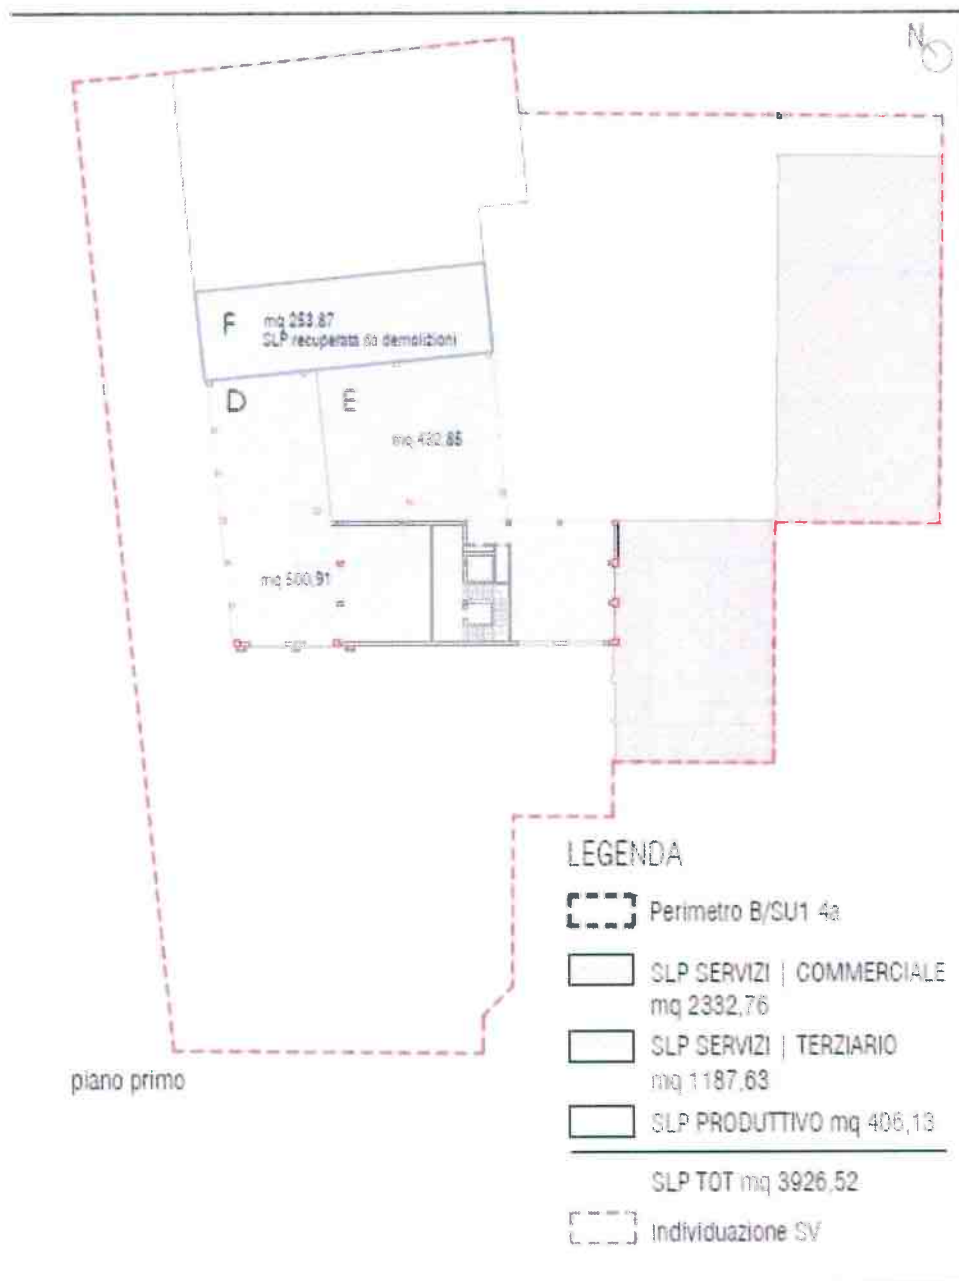 N
F mq 253,87
SLP recuperata da demolizioni
D
E
mq 432,85
mq 500,91
LEGENDA
Perimetro B/SU1 4a
SLP SERVIZI | COMMERCIALE
mq 2332,76
SLP SERVIZI | TERZIARIO
mq 1187,63
SLP PRODUTTIVO mq 406,13
SLP TOT mq 3926,52
Individuazione SV
piano primo